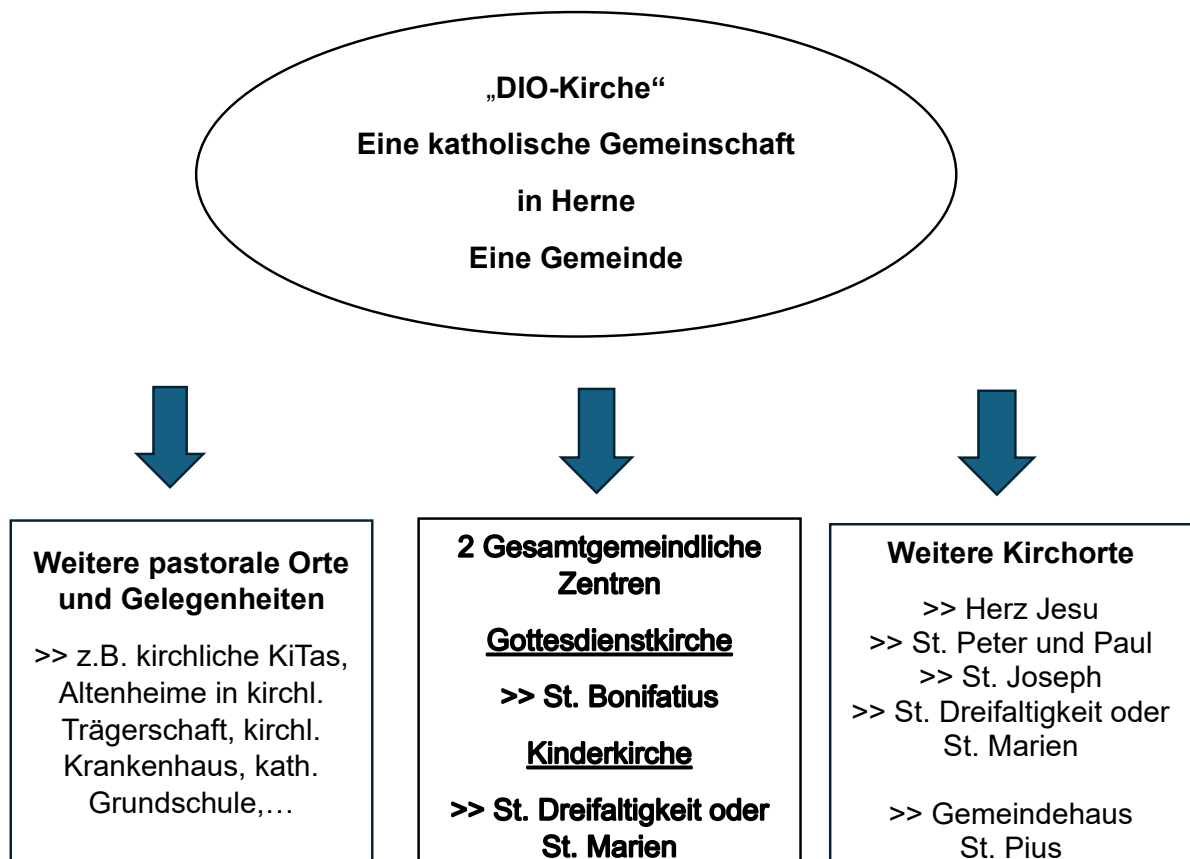 „DIO-Kirche“
Eine katholische Gemeinschaft
in Herne
Eine Gemeinde
Weitere pastorale Orte
und Gelegenheiten
>> z.B. kirchliche KiTas,
Altenheime in kirchl.
Trägerschaft, kirchl.
Krankenhaus, kath.
Grundschule,…
2 Gesamtgemeindliche
Zentren
Gottesdienstkirche
>> St. Bonifatius
Kinderkirche
>> St. Dreifaltigkeit oder
St. Marien
Weitere Kirchorte
>> Herz Jesu
>> St. Peter und Paul
>> St. Joseph
>> St. Dreifaltigkeit oder
St. Marien
>> Gemeindehaus
St. Pius